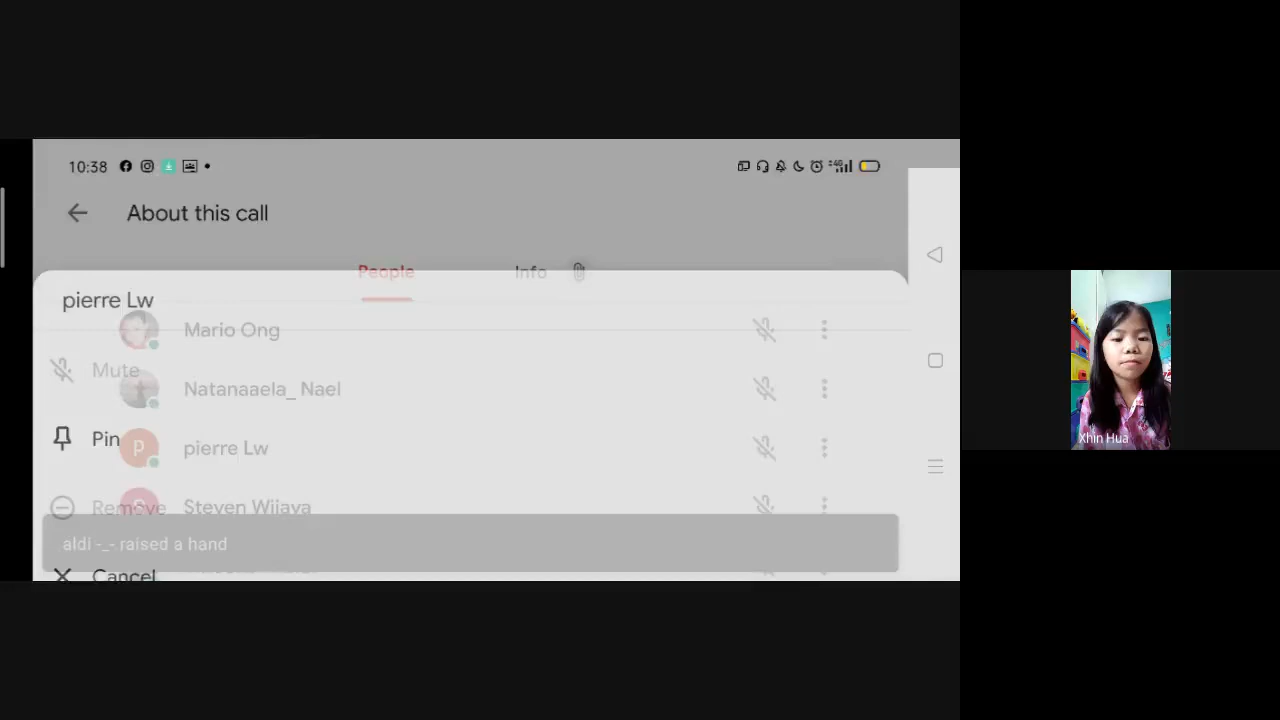 10:38
About this call
People Info
pierre Lw
Mario Ong
Mute
Natanaaela_ Nael
Pin
P
pierre Lw
Remove
Steven Wijaya
aldi -_- raised a hand
Cancel
Xhin Hua